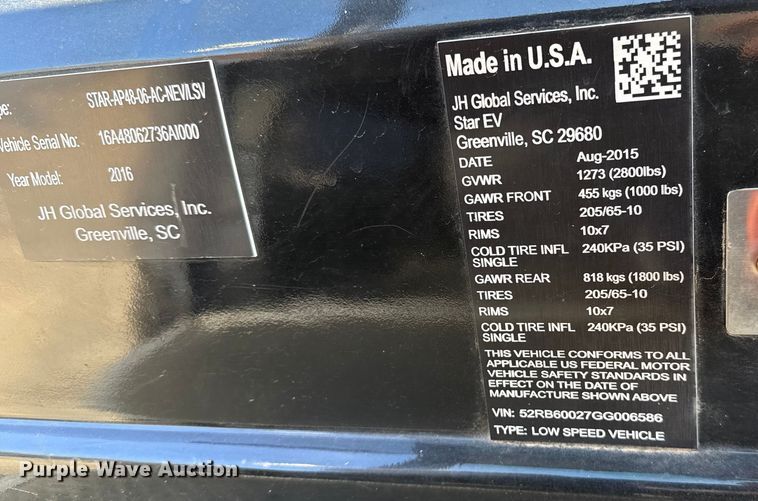 STAR-AP48-06-AC-NEV/LSV
Vehicle Serial No: 16A48062736AI000
Year Model: 2016
JH Global Services, Inc.
Greenville, SC
Made in U.S.A.
JH Global Services, Inc.
Star EV
Greenville, SC 29680
DATE Aug-2015
GVWR 1273 (2800lbs)
GAWR FRONT 455 kgs (1000 lbs)
TIRES 205/65-10
RIMS 10x7
COLD TIRE INFL 240KPa (35 PSI)
SINGLE
GAWR REAR 818 kgs (1800 lbs)
TIRES 205/65-10
RIMS 10x7
COLD TIRE INFL 240KPa (35 PSI)
SINGLE
THIS VEHICLE CONFORMS TO ALL
APPLICABLE US FEDERAL MOTOR
VEHICLE SAFETY STANDARDS IN
EFFECT ON THE DATE OF
MANUFACTURE SHOWN ABOVE
VIN: 52RB60027GG006586
TYPE: LOW SPEED VEHICLE
Purple Wave Auction